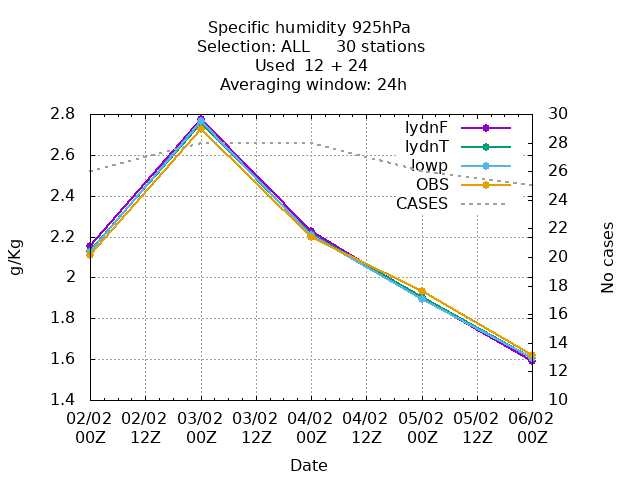 Specific humidity 925hPa
Selection: ALL 30 stations
Used 12 + 24
Averaging window: 24h
g/Kg
2.8
2.6
2.4
2.2
2
1.8
1.6
1.4
30
28
26
24
22
20
18
16
14
12
10
No cases
lydnF
lydnT
lowp
OBS
CASES
02/02 02/02 03/02 03/02 04/02 04/02 05/02 05/02 06/02
00Z 12Z 00Z 12Z 00Z 12Z 00Z 12Z 00Z
Date